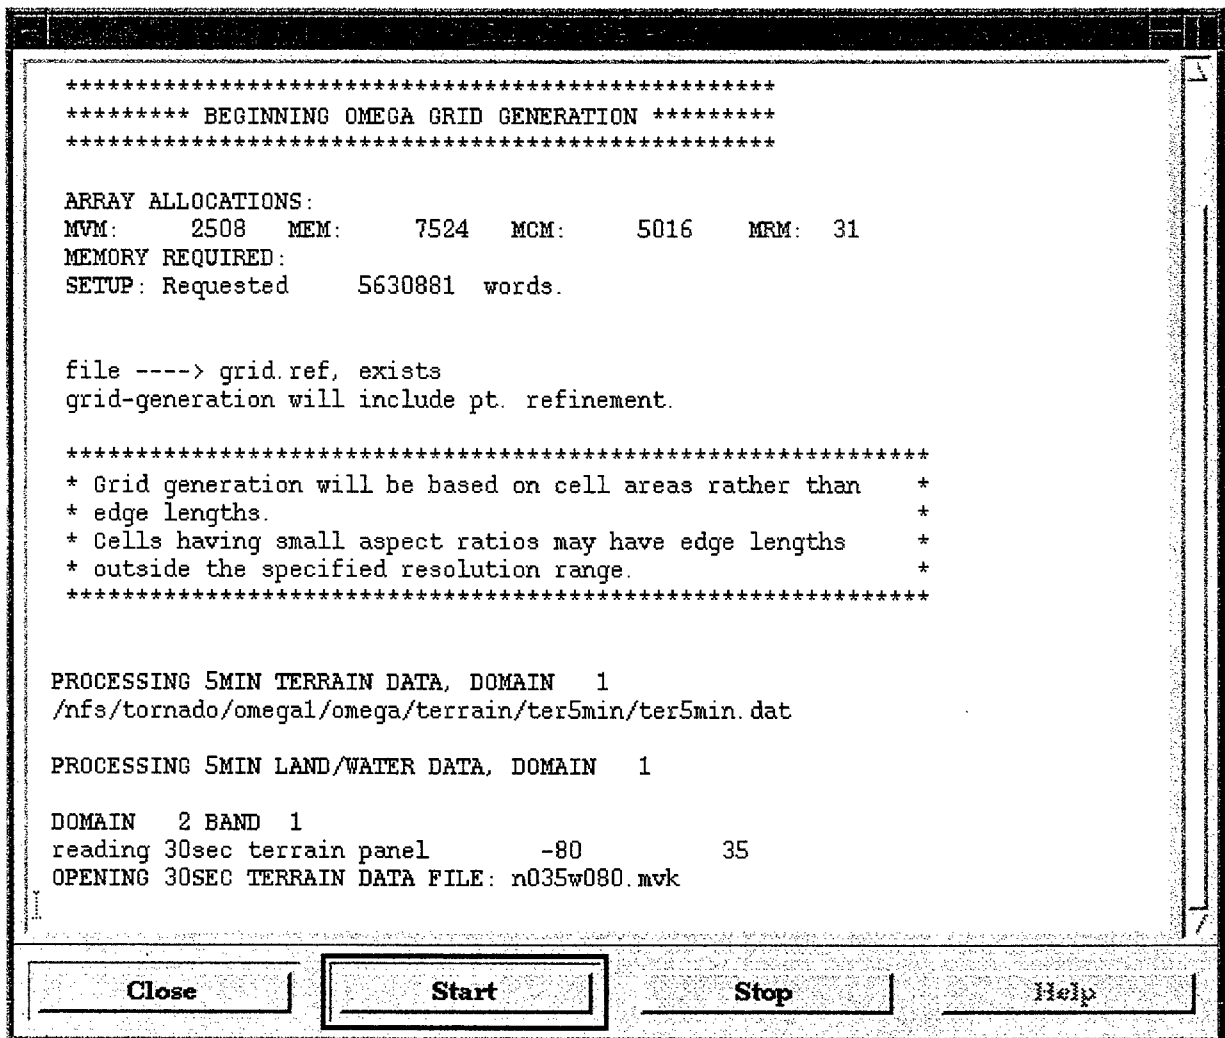 ***************************************************
********* BEGINNING OMEGA GRID GENERATION *********
***************************************************
ARRAY ALLOCATIONS:
MVM: 2508 MEM: 7524 MCM: 5016 MRM: 31
MEMORY REQUIRED:
SETUP: Requested 5630881 words.
file ----> grid.ref, exists
grid-generation will include pt. refinement.
**************************************************************
* Grid generation will be based on cell areas rather than *
* edge lengths. *
* Cells having small aspect ratios may have edge lengths *
* outside the specified resolution range. *
**************************************************************
PROCESSING 5MIN TERRAIN DATA, DOMAIN 1
/nfs/tornado/omega1/omega/terrain/ter5min/ter5min.dat
PROCESSING 5MIN LAND/WATER DATA, DOMAIN 1
DOMAIN 2 BAND 1
reading 30sec terrain panel -80 35
OPENING 30SEC TERRAIN DATA FILE: n035w080.mvk
Close Start Stop Help